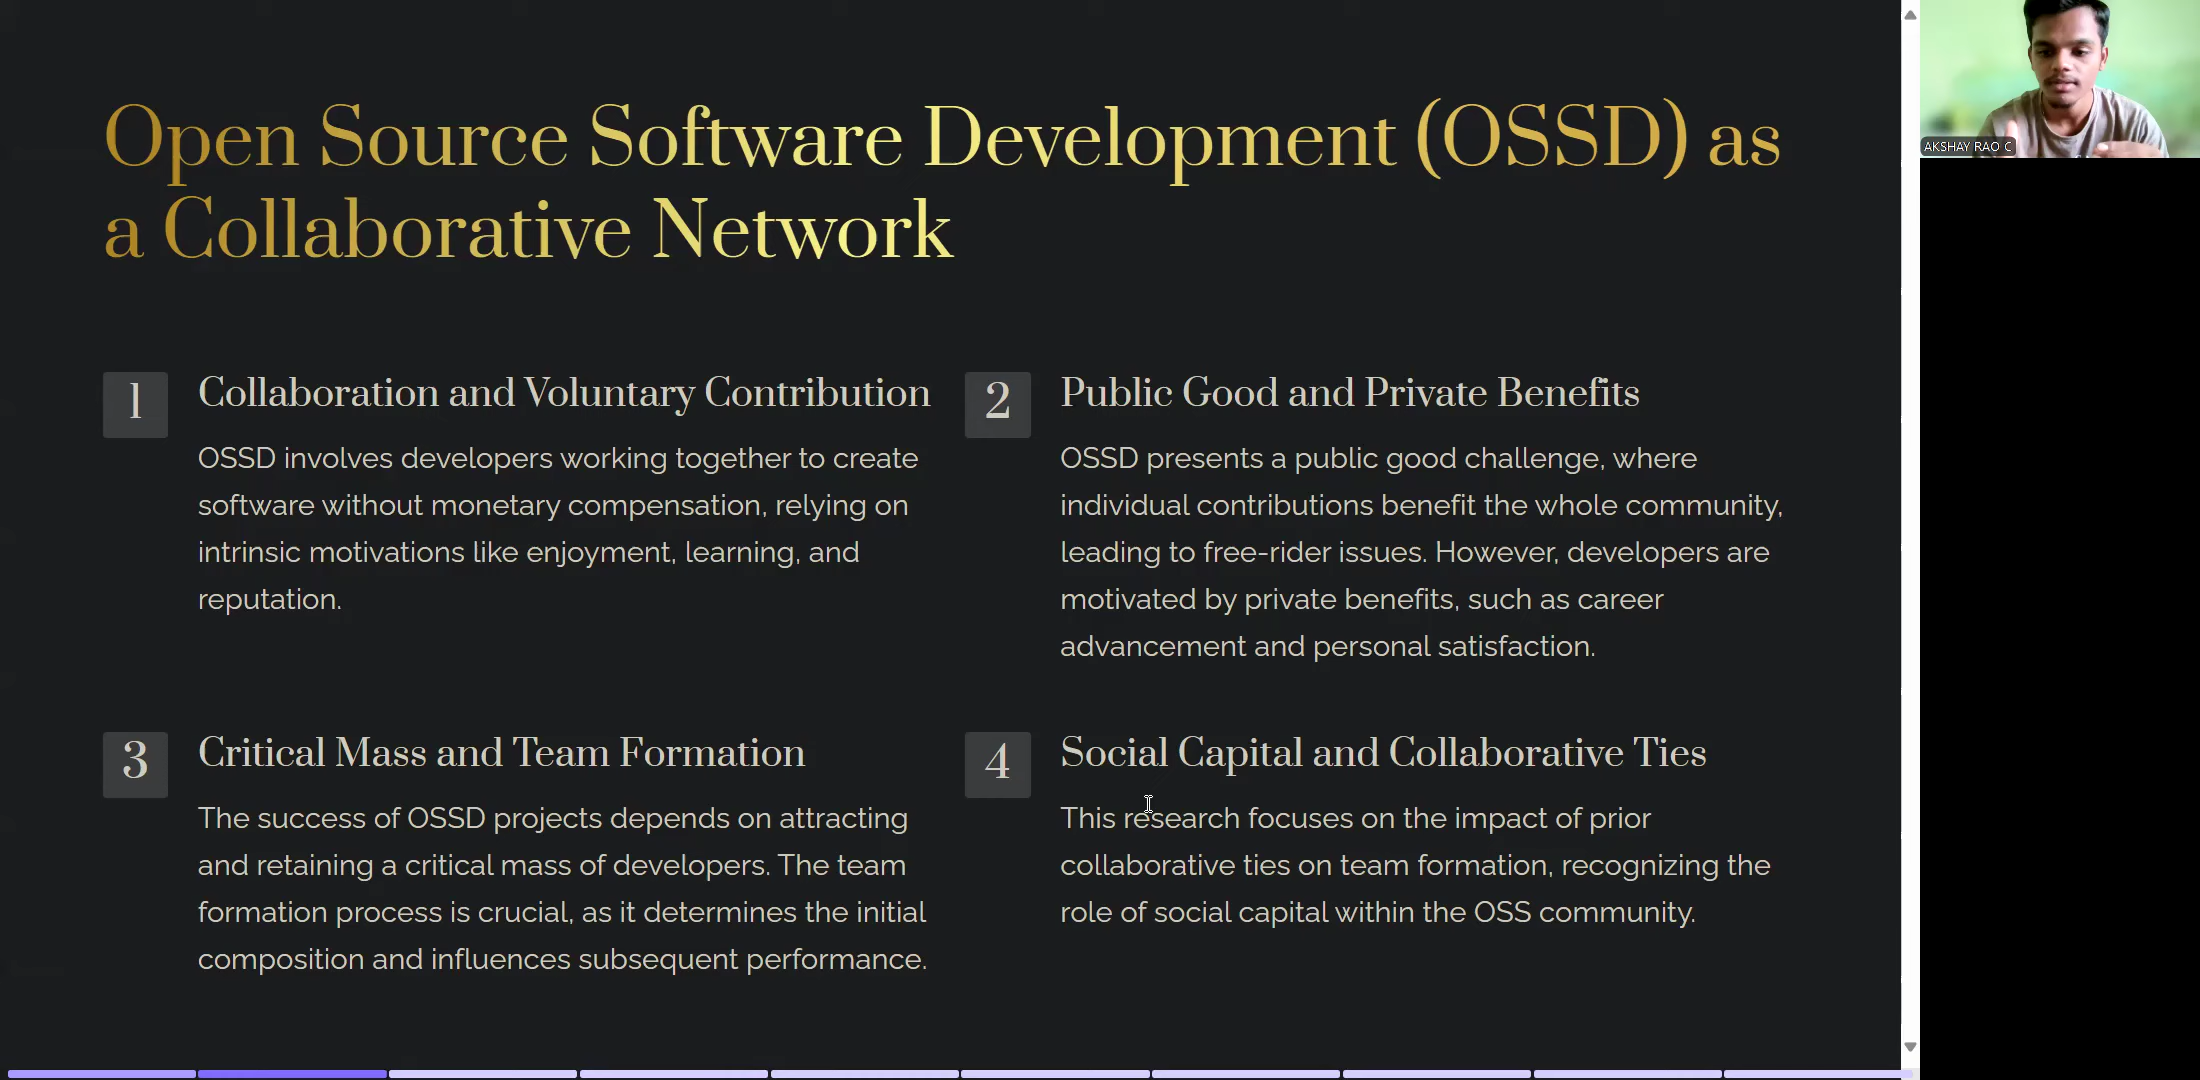 Open Source Software Development (OSSD) as
a Collaborative Network
1
Collaboration and Voluntary Contribution
OSSD involves developers working together to create
software without monetary compensation, relying on
intrinsic motivations like enjoyment, learning, and
reputation.
2
Public Good and Private Benefits
OSSD presents a public good challenge, where
individual contributions benefit the whole community,
leading to free-rider issues. However, developers are
motivated by private benefits, such as career
advancement and personal satisfaction.
3
Critical Mass and Team Formation
The success of OSSD projects depends on attracting
and retaining a critical mass of developers. The team
formation process is crucial, as it determines the initial
composition and influences subsequent performance.
4
Social Capital and Collaborative Ties
This research focuses on the impact of prior
collaborative ties on team formation, recognizing the
role of social capital within the OSS community.
AKSHAY RAO C